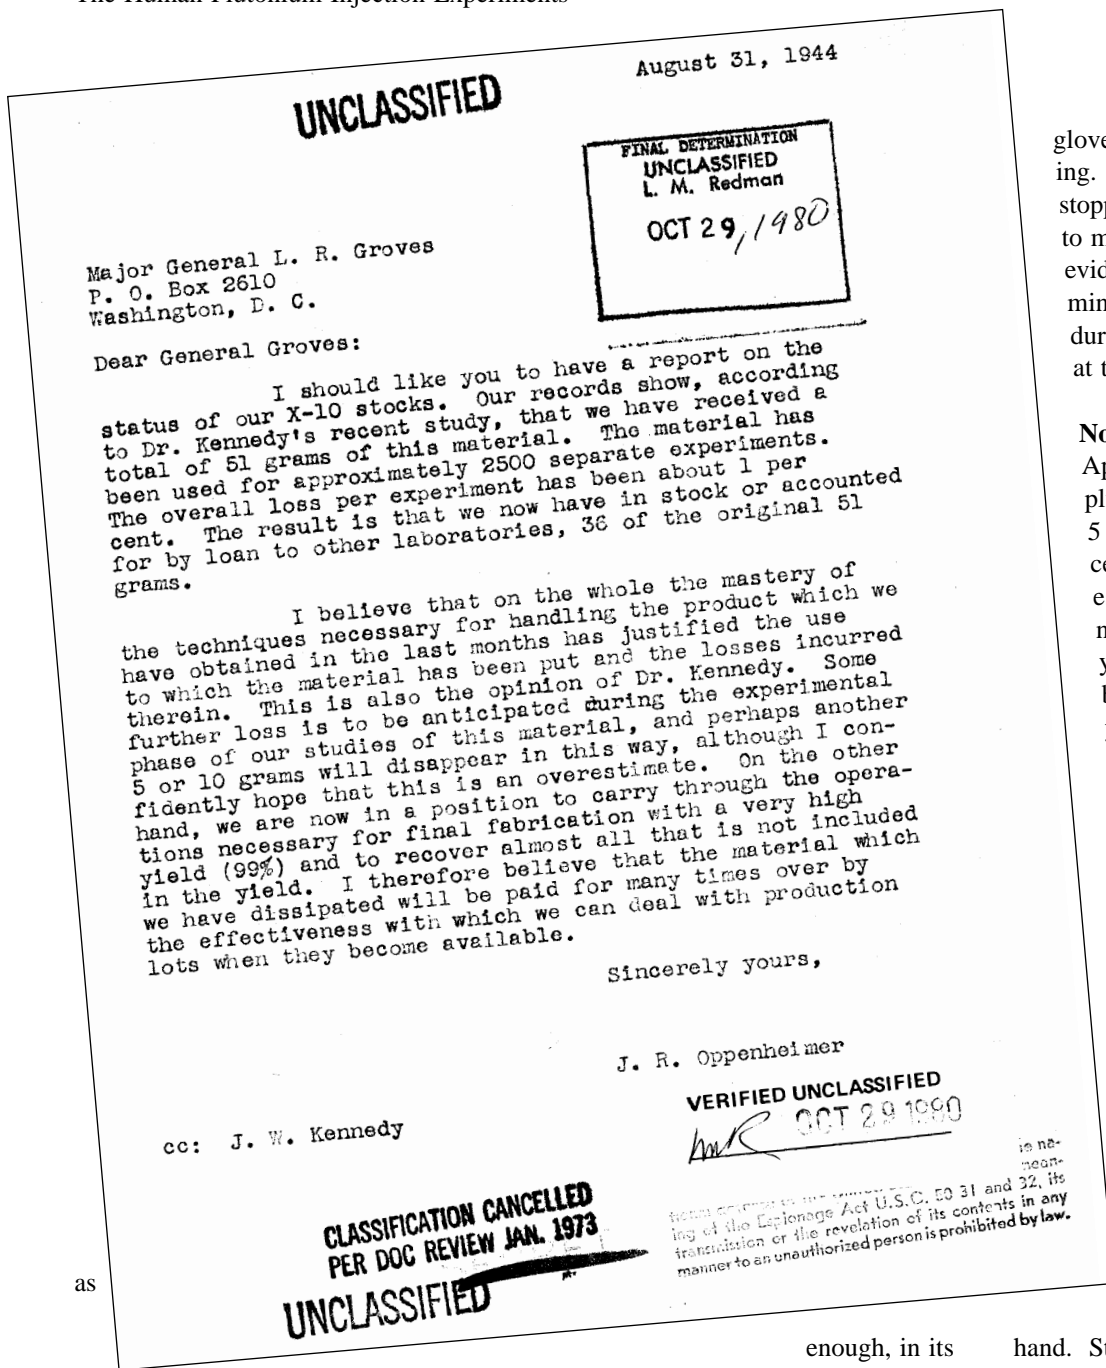 The Human Plutonium Injection Experiments
August 31, 1944
UNCLASSIFIED
FINAL DETERMINATION
UNCLASSIFIED
L. M. Redman
OCT 29, 1980
Major General L. R. Groves
P. O. Box 2610
Washington, D. C.
Dear General Groves:
I should like you to have a report on the
status of our X-10 stocks. Our records show, according
to Dr. Kennedy's recent study, that we have received a
total of 51 grams of this material. The material has
been used for approximately 2500 separate experiments.
The overall loss per experiment has been about 1 per
cent. The result is that we now have in stock or accounted
for by loan to other laboratories, 36 of the original 51
grams.
I believe that on the whole the mastery of
the techniques necessary for handling the product which we
have obtained in the last months has justified the use
to which the material has been put and the losses incurred
therein. This is also the opinion of Dr. Kennedy. Some
further loss is to be anticipated during the experimental
phase of our studies of this material, and perhaps another
5 or 10 grams will disappear in this way, although I con-
fidently hope that this is an overestimate. On the other
hand, we are now in a position to carry through the opera-
tions necessary for final fabrication with a very high
yield (99%) and to recover almost all that is not included
in the yield. I therefore believe that the material which
we have dissipated will be paid for many times over by
the effectiveness with which we can deal with production
lots when they become available.
Sincerely yours,
J. R. Oppenheimer
VERIFIED UNCLASSIFIED
LMR OCT 29 1980
cc: J. W. Kennedy
CLASSIFICATION CANCELLED
PER DOC REVIEW JAN. 1973
UNCLASSIFIED
is na-
mean-
ing of the Espionage Act U.S.C. 50 31 and 32, its
transmission or the revelation of its contents in any
manner to an unauthorized person is prohibited by law.
glove
ing.
stopp
to m
evid
min
dur
at t
No
Ap
pl
5
ce
e
n
y
b
as
enough, in its hand. St